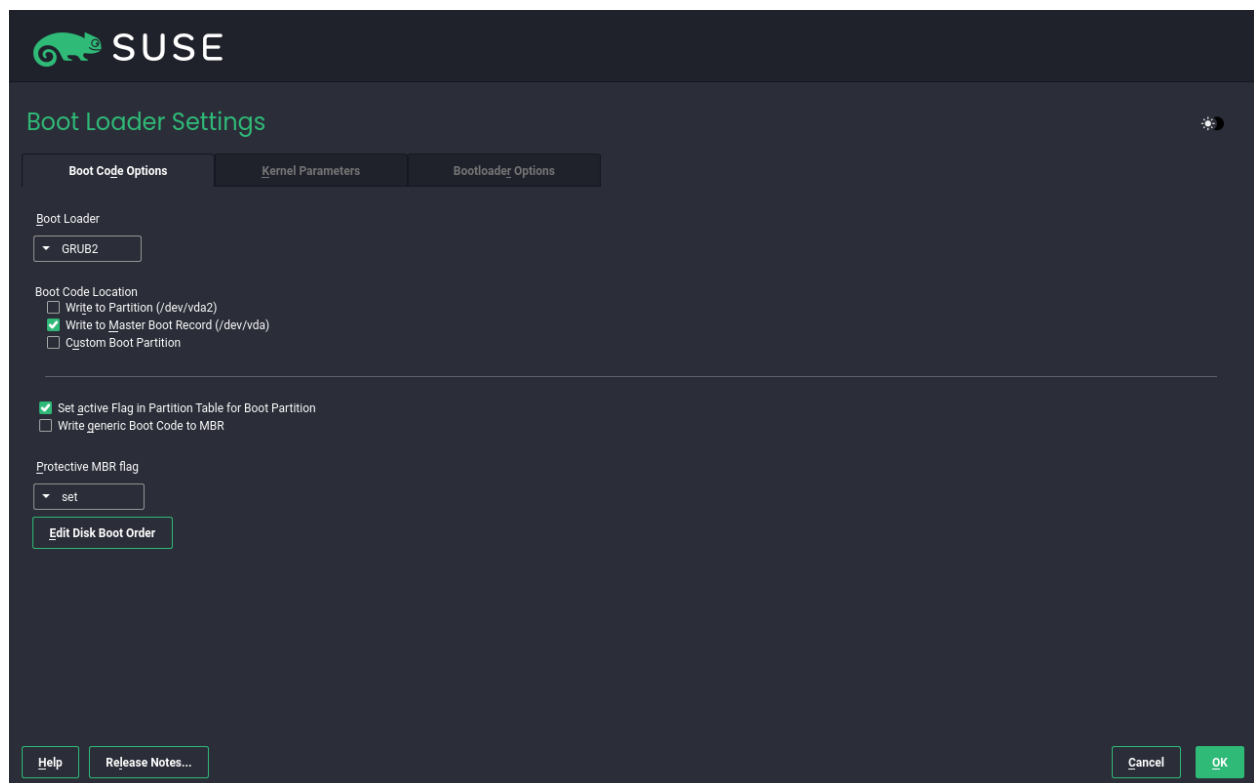 SUSE
Boot Loader Settings
Boot Code Options
Kernel Parameters
Bootloader Options
Boot Loader
GRUB2
Boot Code Location
Write to Partition (/dev/vda2)
Write to Master Boot Record (/dev/vda)
Custom Boot Partition
Set active Flag in Partition Table for Boot Partition
Write generic Boot Code to MBR
Protective MBR flag
set
Edit Disk Boot Order
Help
Release Notes...
Cancel
OK